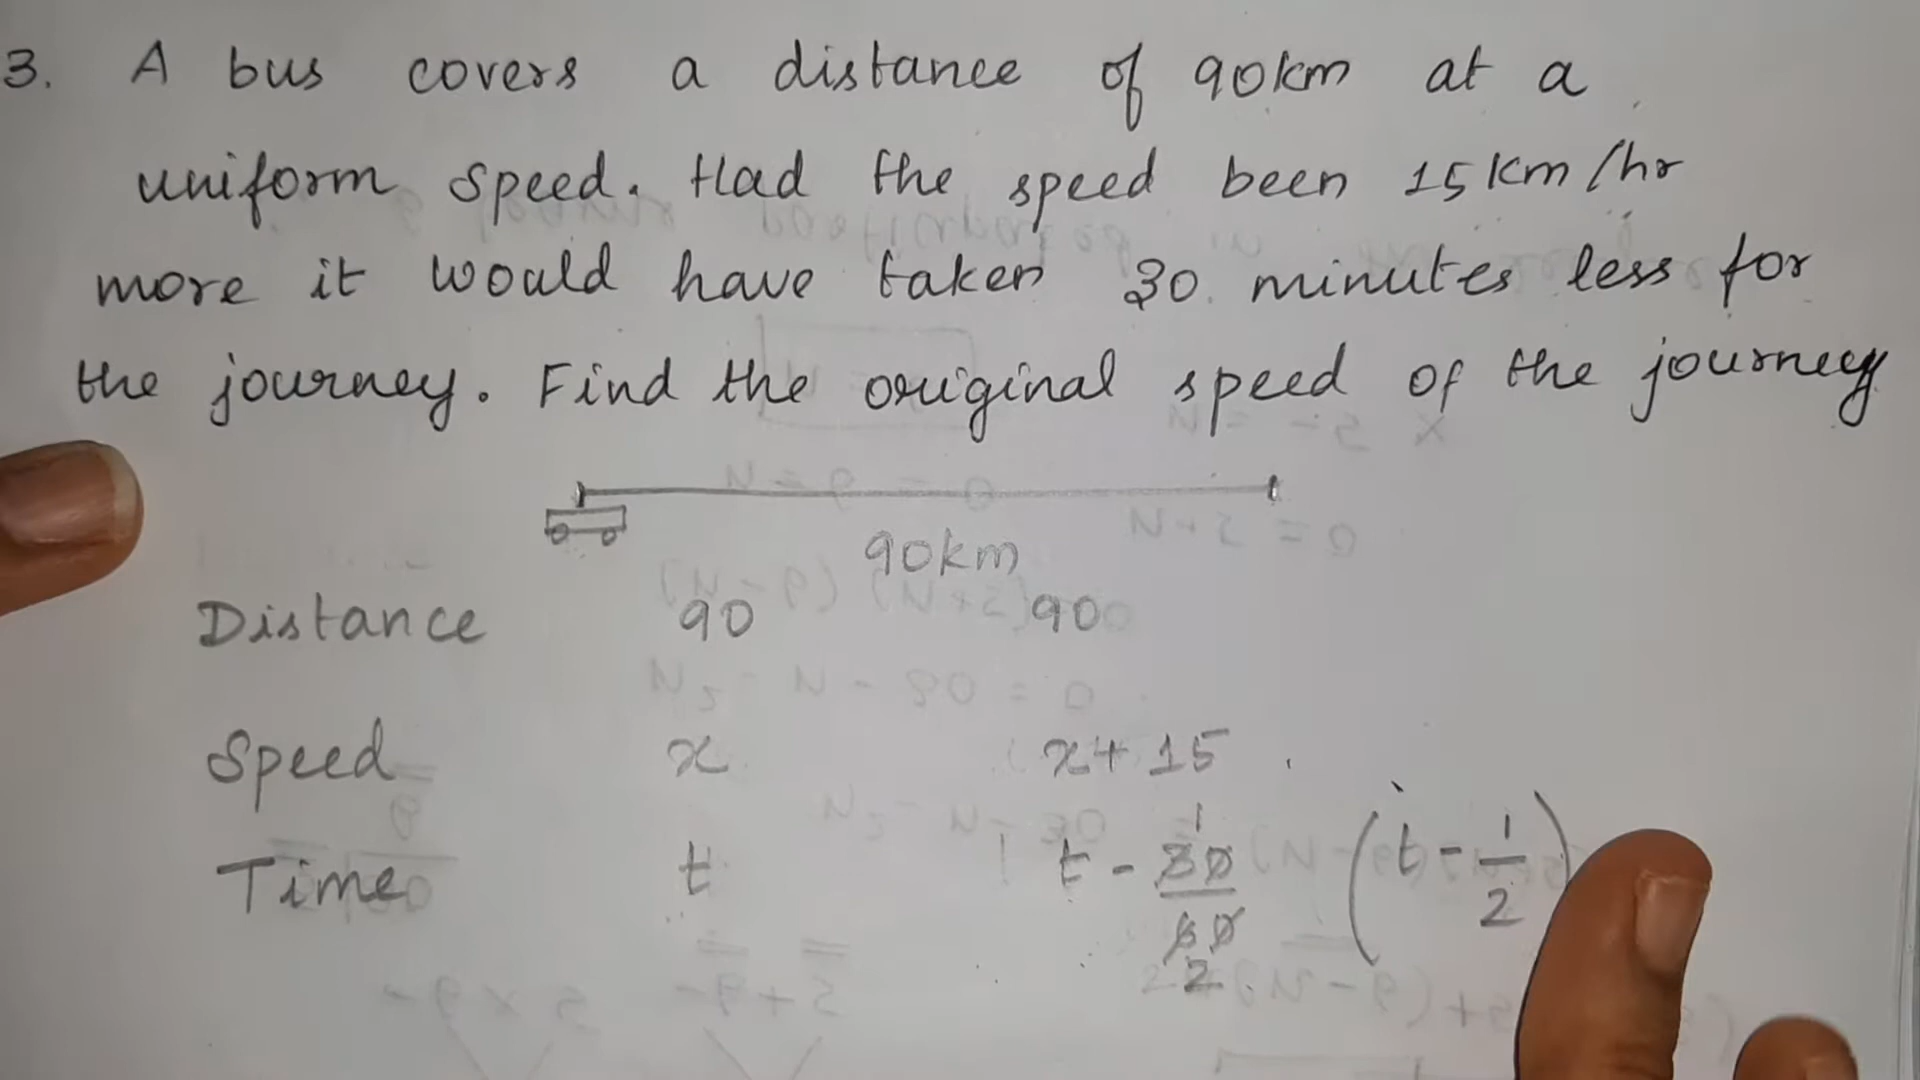 3. A bus covers a distance of 90km at a
uniform speed. Had the speed been 15km/hr
more it would have taken 30 minutes less for
the journey. Find the original speed of the journey
90km
Distance 90 90
Speed x x+15
Time t t - 30/60 (t - 1/2)
1
2